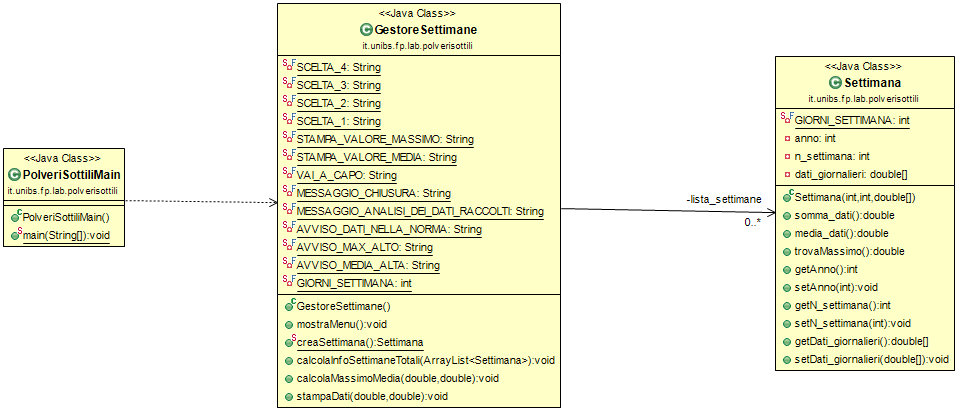 <<Java Class>>
PolveriSottiliMain
it.unibs.fp.lab.polverisottili
PolveriSottiliMain()
main(String[]):void
<<Java Class>>
GestoreSettimane
it.unibs.fp.lab.polverisottili
SCELTA_4: String
SCELTA_3: String
SCELTA_2: String
SCELTA_1: String
STAMPA_VALORE_MASSIMO: String
STAMPA_VALORE_MEDIA: String
VAI_A_CAPO: String
MESSAGGIO_CHIUSURA: String
MESSAGGIO_ANALISI_DEI_DATI_RACCOLTI: String
AVVISO_DATI_NELLA_NORMA: String
AVVISO_MAX_ALTO: String
AVVISO_MEDIA_ALTA: String
GIORNI_SETTIMANA: int
GestoreSettimane()
mostraMenu():void
creaSettimana():Settimana
calcolaInfoSettimaneTotali(ArrayList<Settimana>):void
calcolaMassimoMedia(double,double):void
stampaDati(double,double):void
-lista_settimane
0..*
<<Java Class>>
Settimana
it.unibs.fp.lab.polverisottili
GIORNI_SETTIMANA: int
anno: int
n_settimana: int
dati_giornalieri: double[]
Settimana(int,int,double[])
somma_dati():double
media_dati():double
trovaMassimo():double
getAnno():int
setAnno(int):void
getN_settimana():int
setN_settimana(int):void
getDati_giornalieri():double[]
setDati_giornalieri(double[]):void